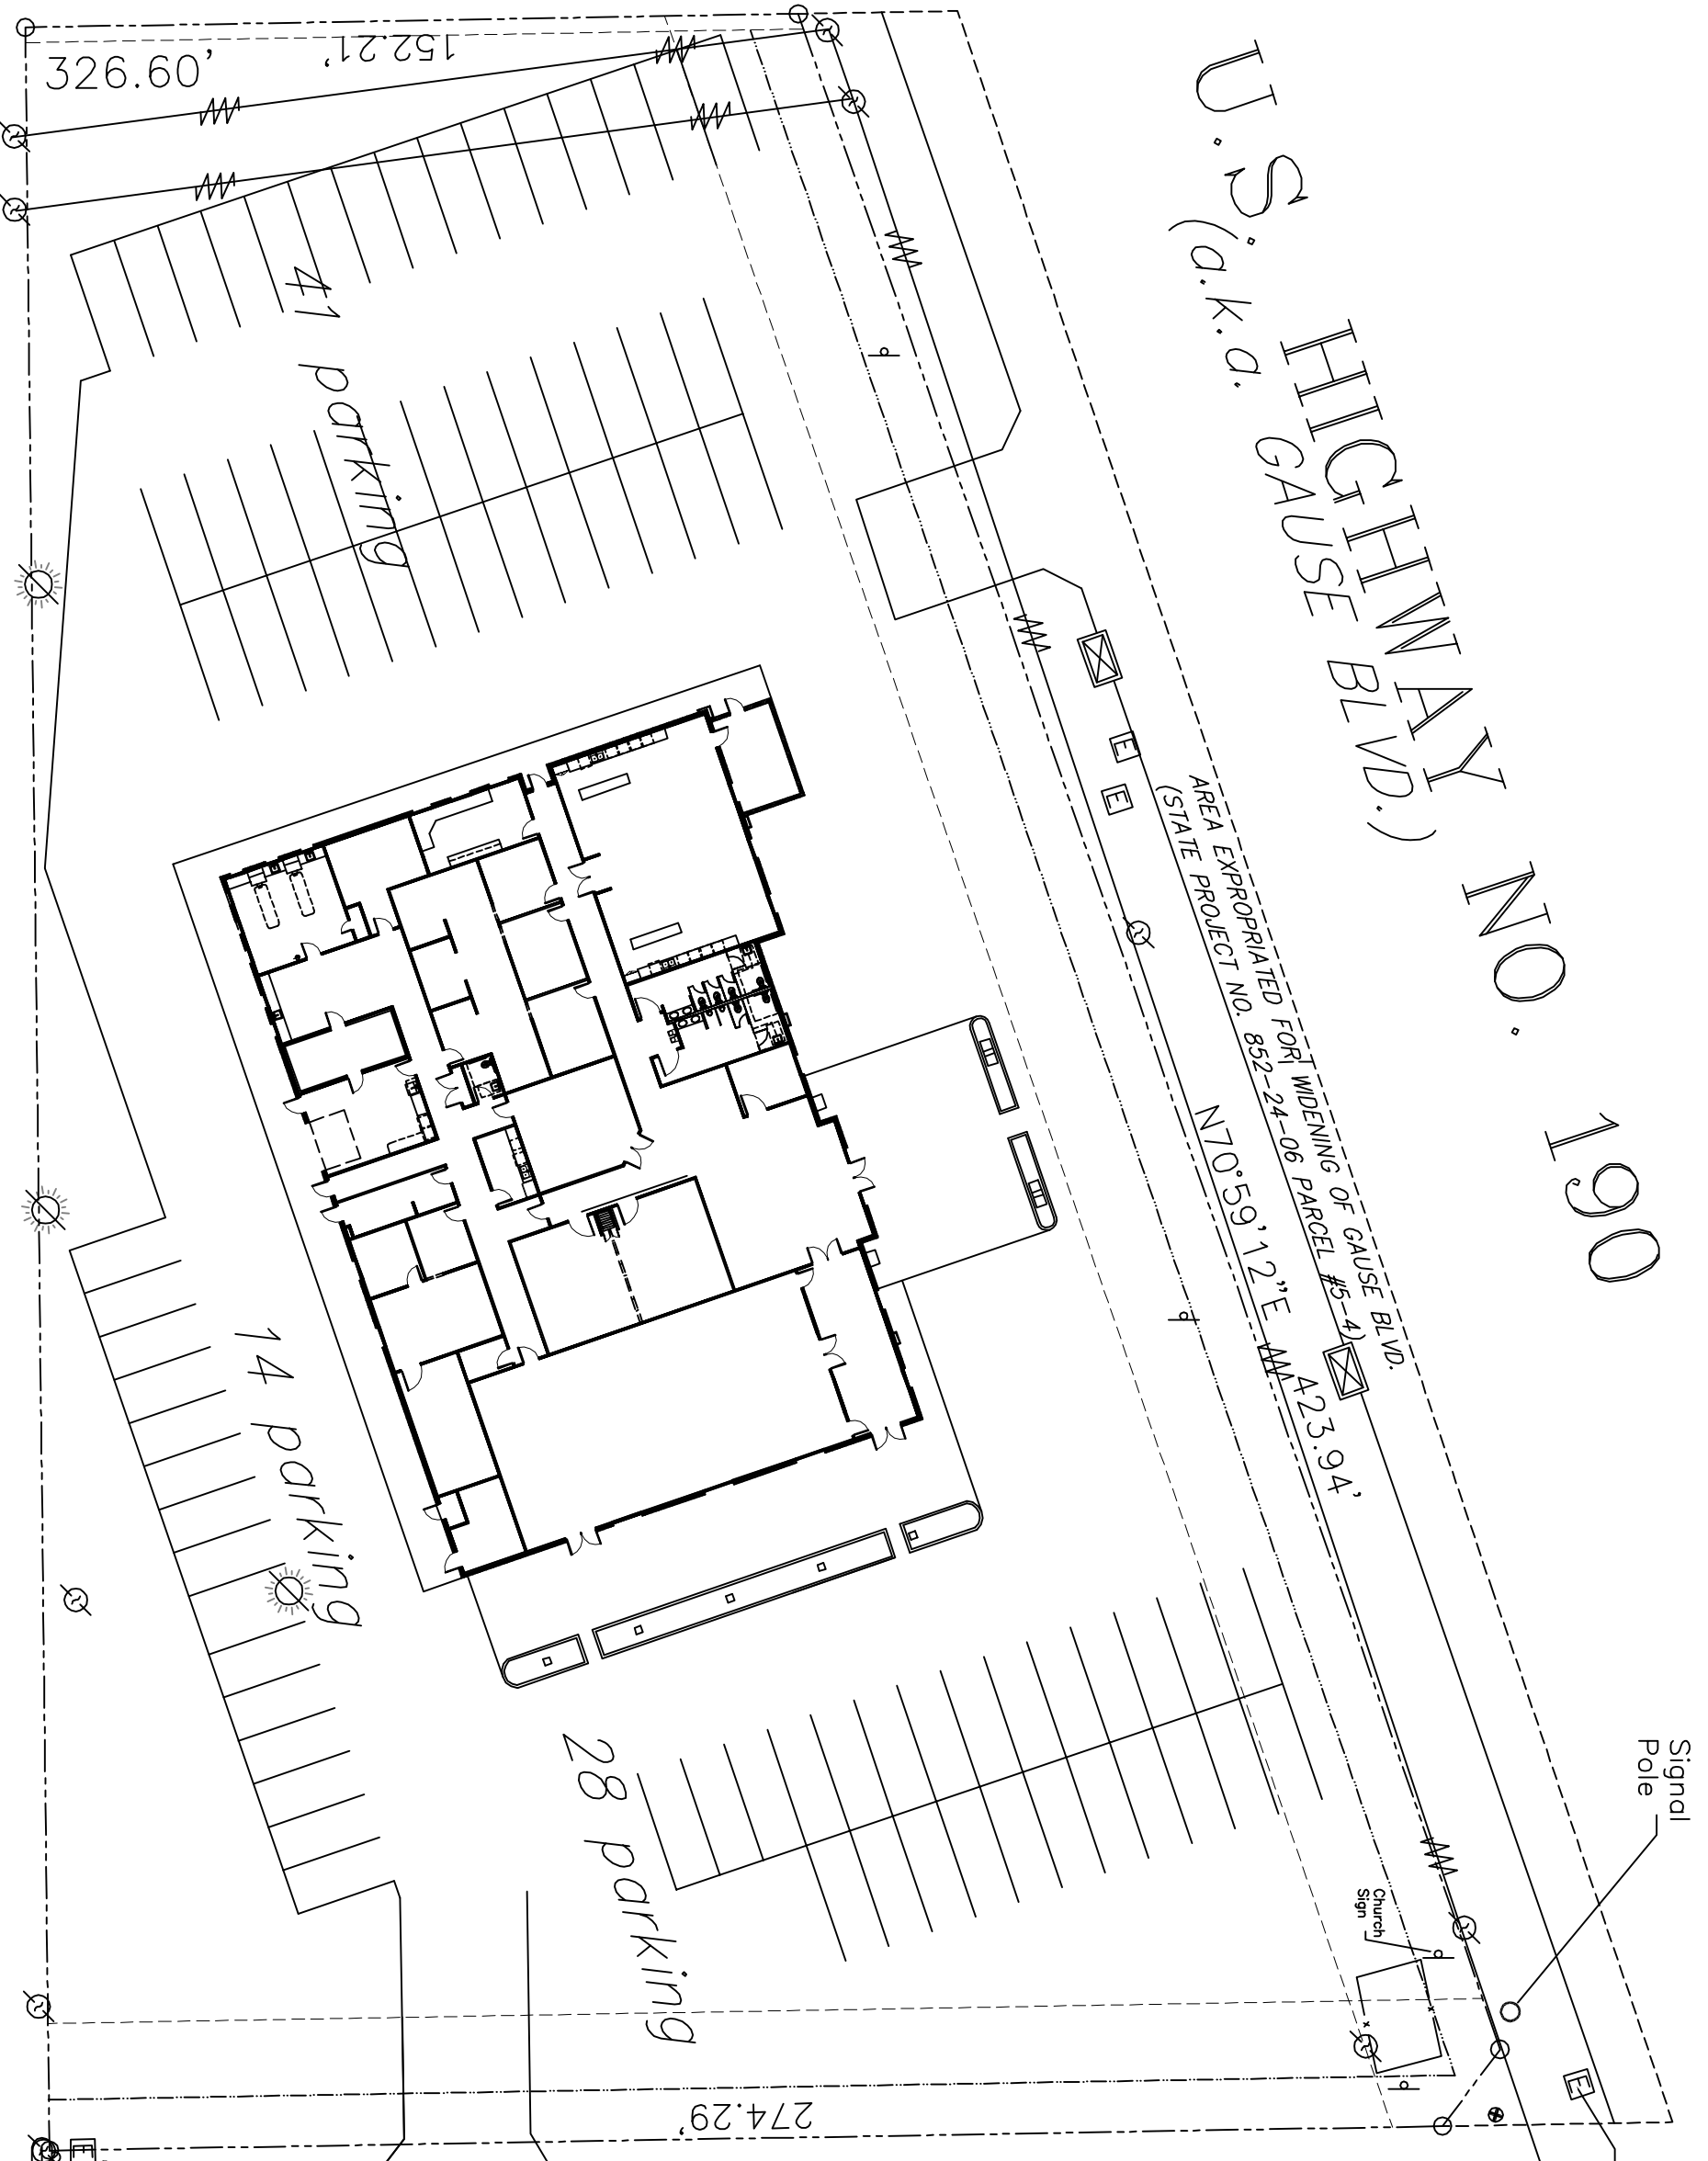 U.S. HIGHWAY NO. 190
(a.k.a. GAUSE BLVD.)
AREA EXPROPRIATED FOR WIDENING OF GAUSE BLVD.
(STATE PROJECT NO. 852-24-06 PARCEL #5-4)
N70°59'12"E 423.94'
326.60'
152.21'
41 parking
14 parking
28 parking
274.29'
Signal
Pole
Church
Sign
E
E
E
E